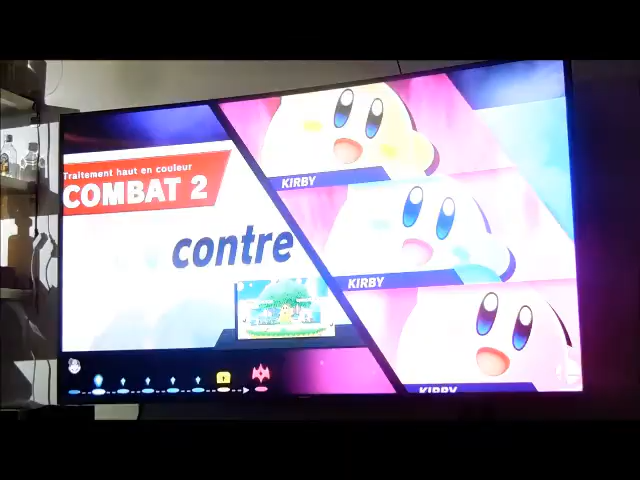 Traitement haut en couleur
COMBAT 2
contre
KIRBY
KIRBY
KIRBY